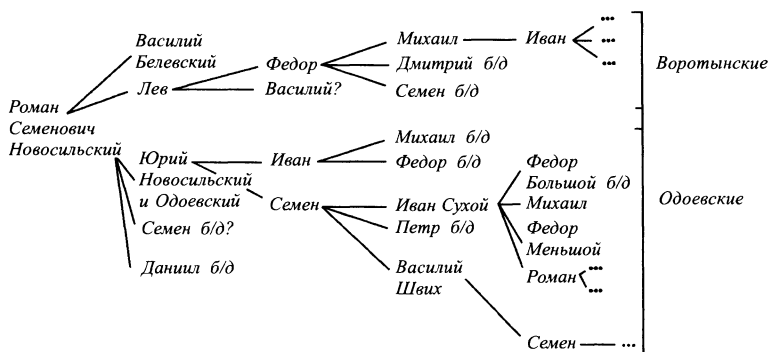 Василий
Белевский
Лев
Роман
Семенович
Новосильский
Федор
Василий?
Михаил
Дмитрий б/д
Семен б/д
Иван
...
...
...
Воротынские
Юрий
Новосильский
и Одоевский
Семен б/д?
Даниил б/д
Иван
Семен
Михаил б/д
Федор б/д
Иван Сухой
Петр б/д
Василий
Швих
Федор
Большой б/д
Михаил
Федор
Меньшой
Роман
...
...
Семен
...
Одоевские